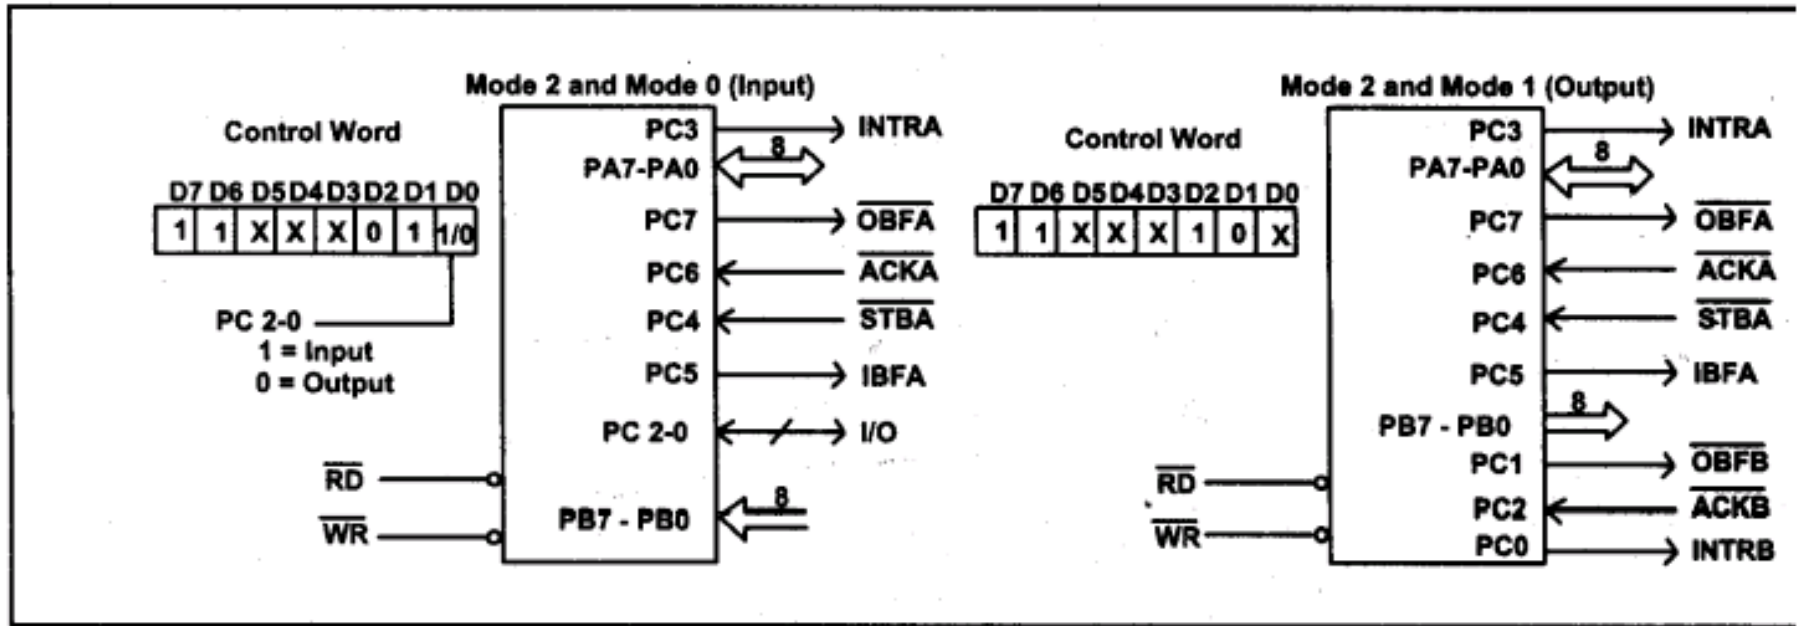 Mode 2 and Mode 0 (Input)
Control Word
D7 D6 D5 D4 D3 D2 D1 D0
1 1 X X X 0 1 1/0
PC 2-0
1 = Input
0 = Output
RD
WR
PC3 INTRA
PA7-PA0 8
PC7 OBFA
PC6 ACKA
PC4 STBA
PC5 IBFA
PC 2-0 I/O
PB7 - PB0 8
Mode 2 and Mode 1 (Output)
Control Word
D7 D6 D5 D4 D3 D2 D1 D0
1 1 X X X 1 0 X
RD
WR
PC3 INTRA
PA7-PA0 8
PC7 OBFA
PC6 ACKA
PC4 STBA
PC5 IBFA
PB7 - PB0 8
PC1 OBFB
PC2 ACKB
PC0 INTRB